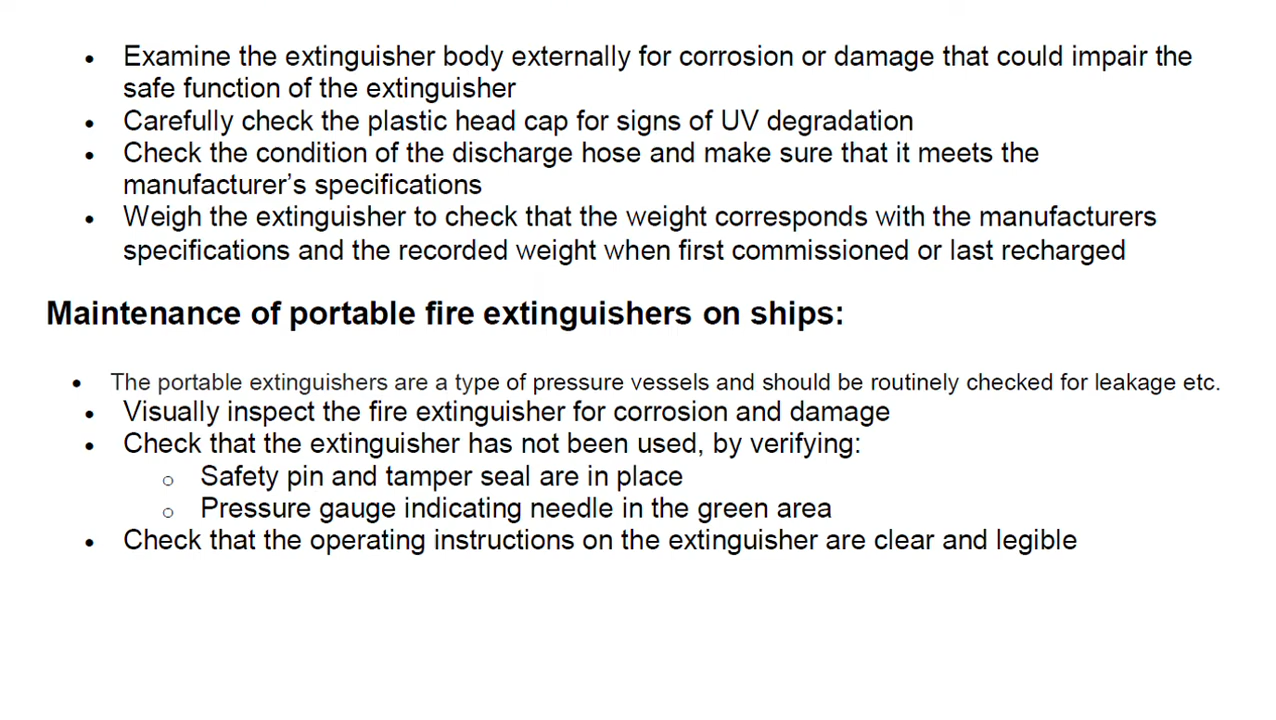 • Examine the extinguisher body externally for corrosion or damage that could impair the
safe function of the extinguisher
• Carefully check the plastic head cap for signs of UV degradation
• Check the condition of the discharge hose and make sure that it meets the
manufacturer's specifications
• Weigh the extinguisher to check that the weight corresponds with the manufacturers
specifications and the recorded weight when first commissioned or last recharged
Maintenance of portable fire extinguishers on ships:
• The portable extinguishers are a type of pressure vessels and should be routinely checked for leakage etc.
• Visually inspect the fire extinguisher for corrosion and damage
• Check that the extinguisher has not been used, by verifying:
○ Safety pin and tamper seal are in place
○ Pressure gauge indicating needle in the green area
• Check that the operating instructions on the extinguisher are clear and legible